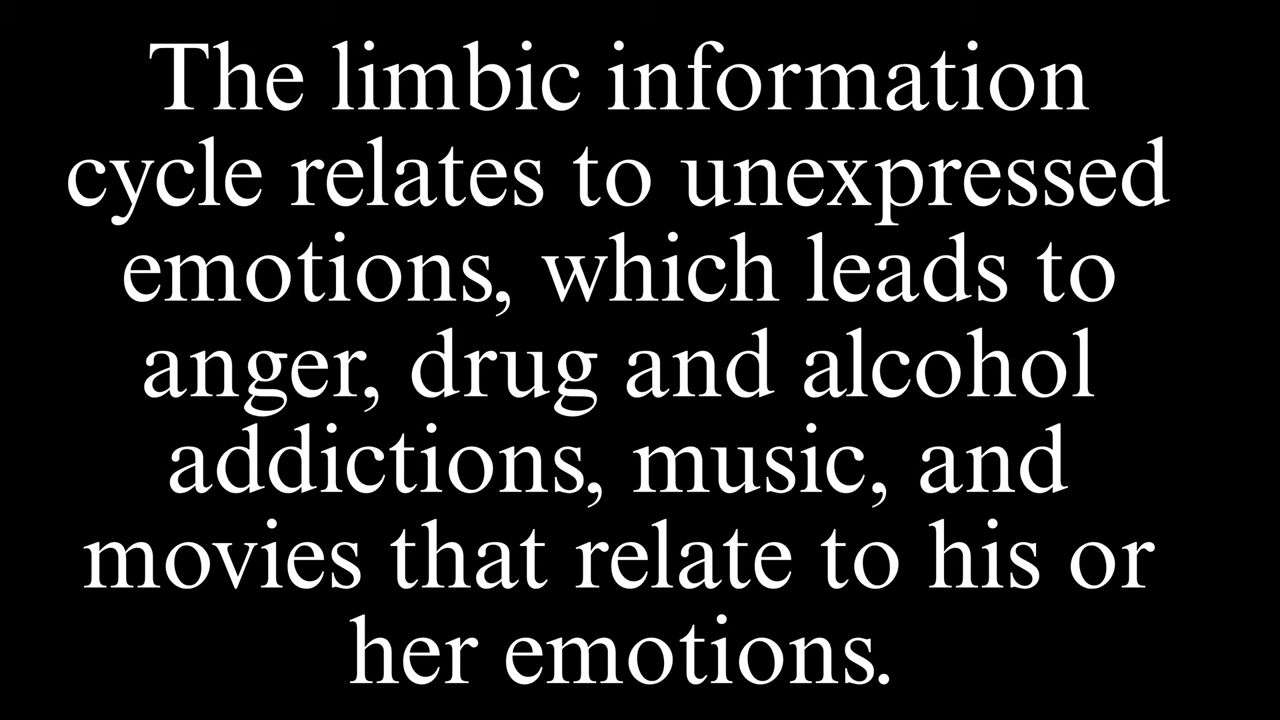 The limbic information
cycle relates to unexpressed
emotions, which leads to
anger, drug and alcohol
addictions, music, and
movies that relate to his or
her emotions.